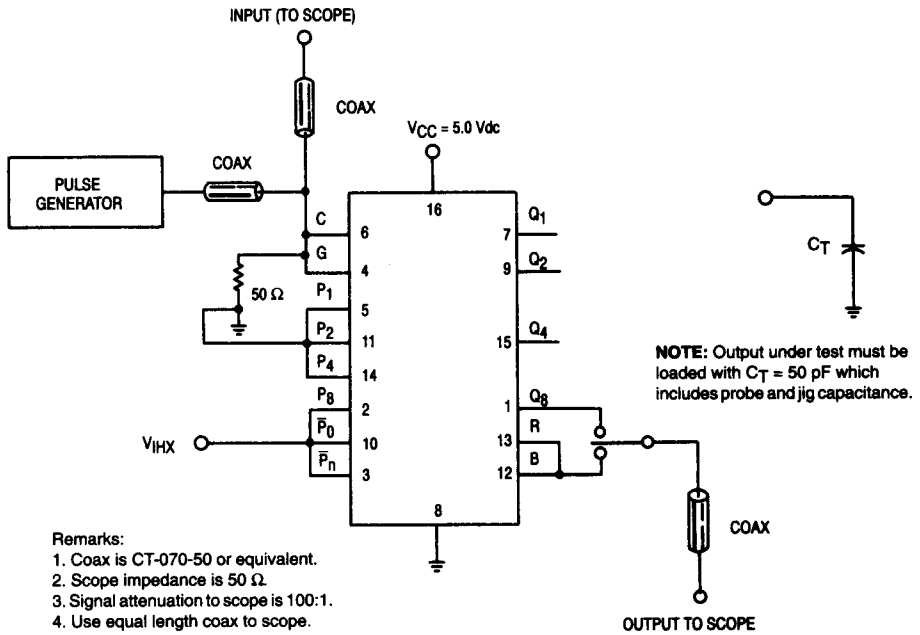 INPUT (TO SCOPE)
COAX
VCC = 5.0 Vdc
COAX
PULSE
GENERATOR
16
C
6
Q1
7
G
4
Q2
9
CT
50 Ω
P1
5
P2
11
Q4
15
P4
14
NOTE: Output under test must be
loaded with CT = 50 pF which
includes probe and jig capacitance.
P8
2
Q8
1
VIHX
P̅0
10
R
13
P̅n
3
B
12
8
COAX
Remarks:
1. Coax is CT-070-50 or equivalent.
2. Scope impedance is 50 Ω
3. Signal attenuation to scope is 100:1.
4. Use equal length coax to scope.
OUTPUT TO SCOPE